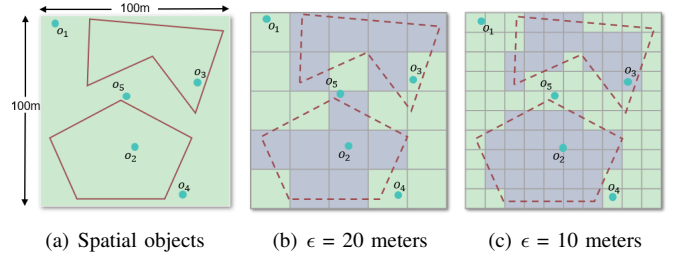 100m
100m
o₁
o₃
o₅
o₂
o₄
o₁
o₃
o₅
o₂
o₄
o₁
o₃
o₅
o₂
o₄
(a) Spatial objects
(b) ϵ = 20 meters
(c) ϵ = 10 meters